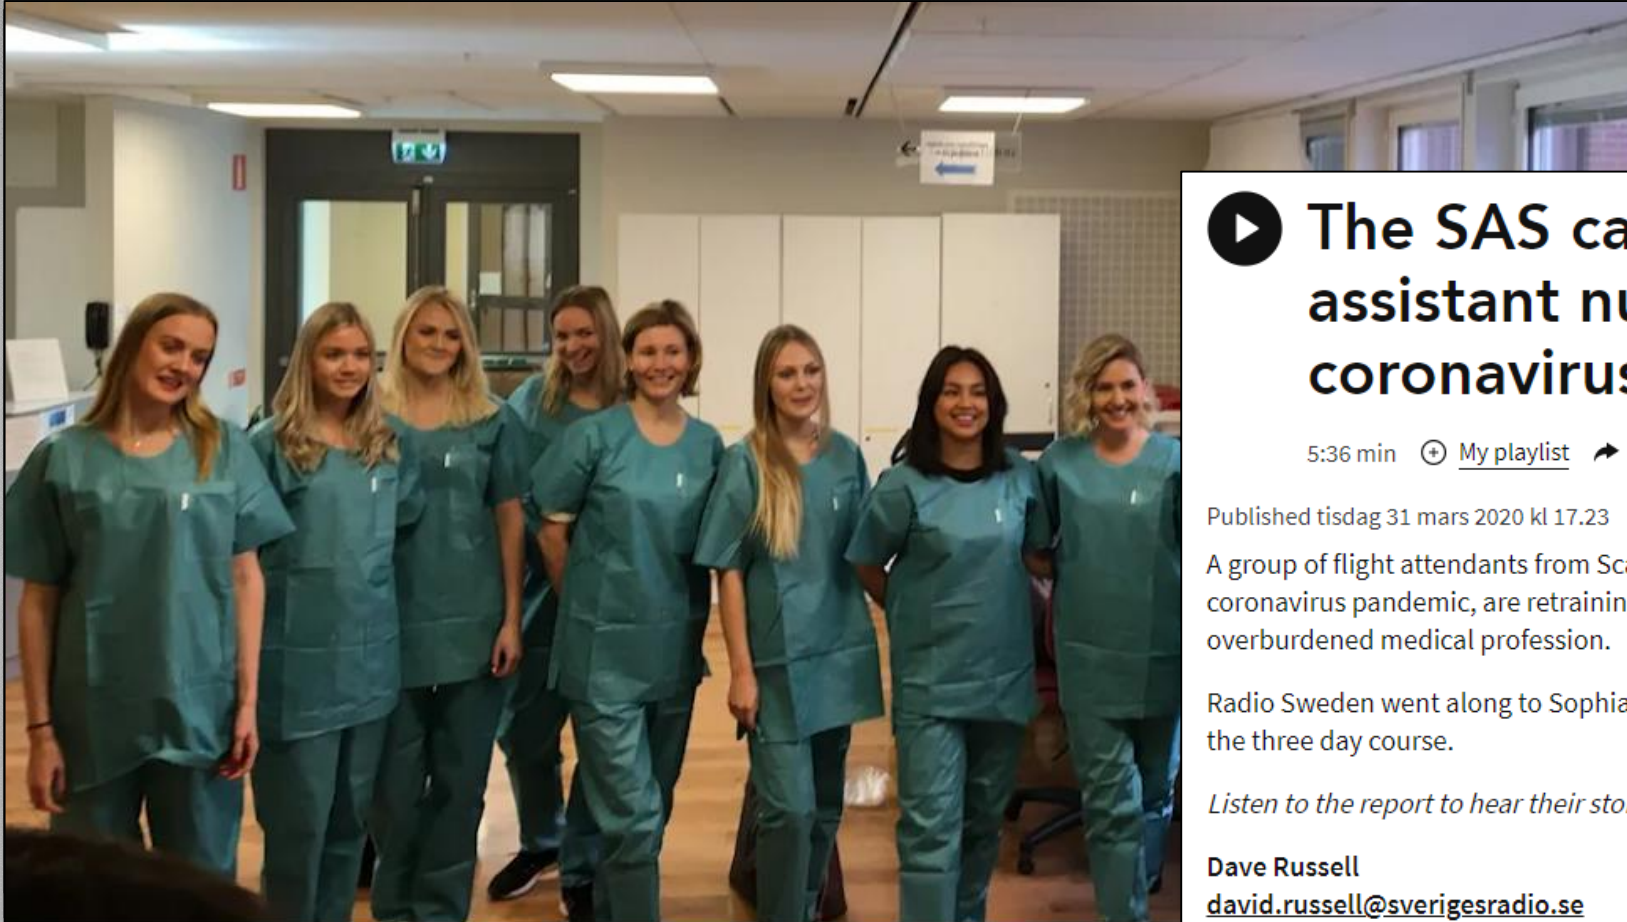 The SAS ca
assistant nu
coronavirus
5:36 min My playlist
Published tisdag 31 mars 2020 kl 17.23
A group of flight attendants from Sca
coronavirus pandemic, are retrainin
overburdened medical profession.
Radio Sweden went along to Sophia
the three day course.
Listen to the report to hear their sto
Dave Russell
david.russell@sverigesradio.se